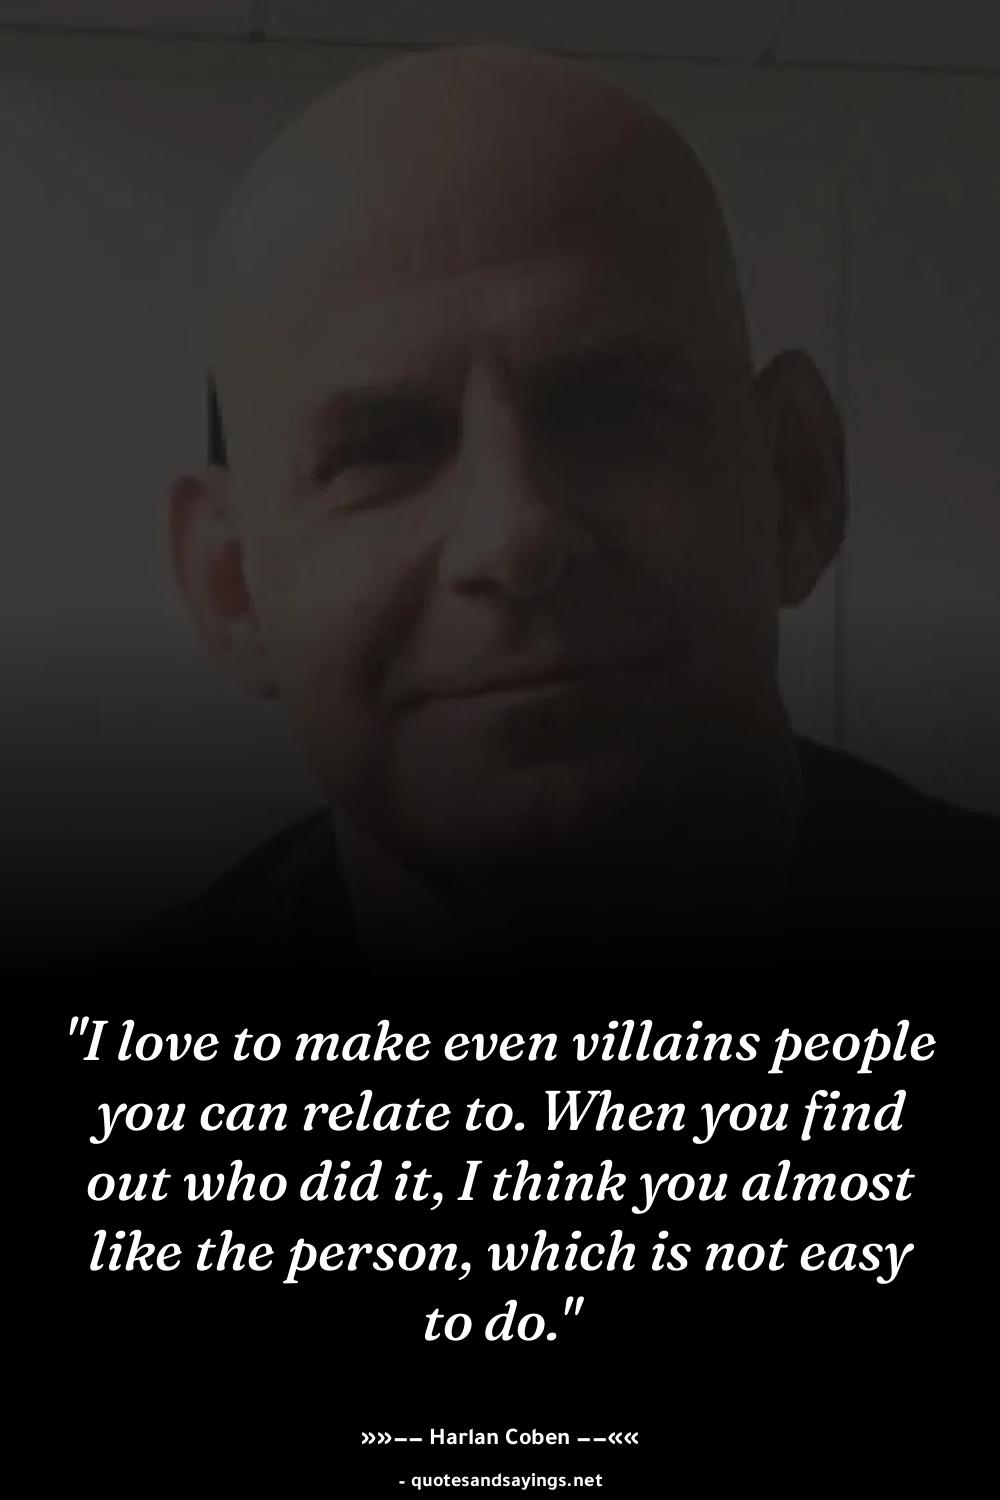 "I love to make even villains people
you can relate to. When you find
out who did it, I think you almost
like the person, which is not easy
to do."
»»–– Harlan Coben ––««
- quotesandsayings.net